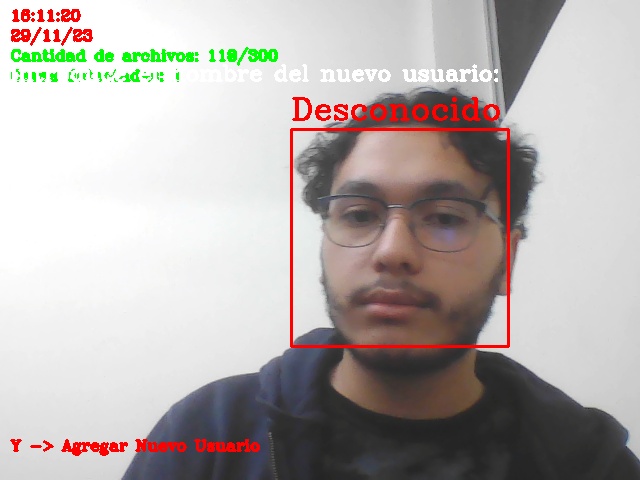 16:11:20
29/11/23
Cantidad de archivos: 119/300
nombre del nuevo usuario:
Desconocido
Y -> Agregar Nuevo Usuario